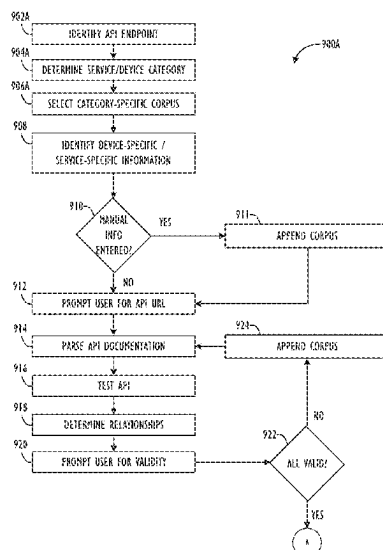 902A
IDENTIFY API ENDPOINT
900A
904A
DETERMINE SERVICE/DEVICE CATEGORY
906A
SELECT CATEGORY-SPECIFIC CORPUS
908
IDENTIFY DEVICE-SPECIFIC /
SERVICE-SPECIFIC INFORMATION
910
MANUAL
INFO
ENTERED?
YES
911
APPEND CORPUS
NO
912
PROMPT USER FOR API URL
914
PARSE API DOCUMENTATION
924
APPEND CORPUS
916
TEST API
918
DETERMINE RELATIONSHIPS
NO
920
PROMPT USER FOR VALIDITY
922
ALL VALID?
YES
A